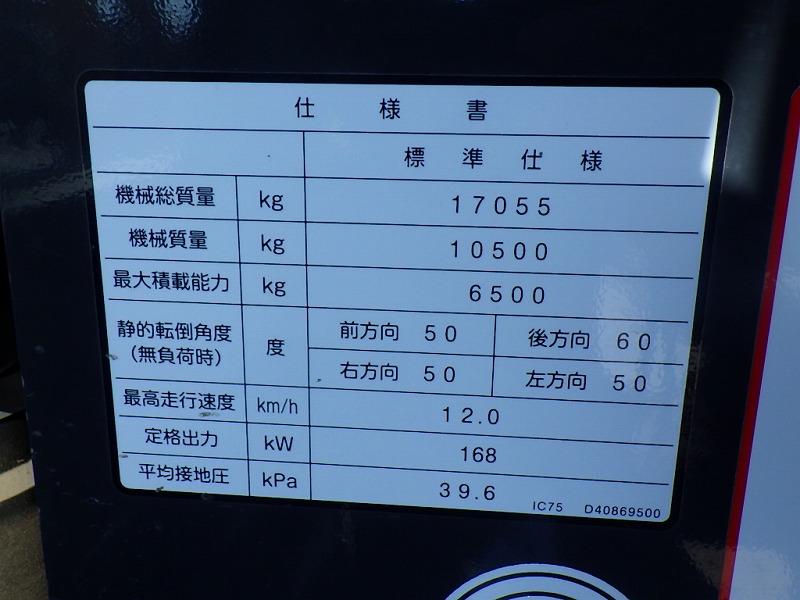 仕様書
標準仕様
機械総質量 kg 17055
機械質量 kg 10500
最大積載能力 kg 6500
静的転倒角度
(無負荷時)
度
前方向 50 後方向 60
右方向 50 左方向 50
最高走行速度 km/h 12.0
定格出力 kW 168
平均接地圧 kPa 39.6
IC75 D40869500